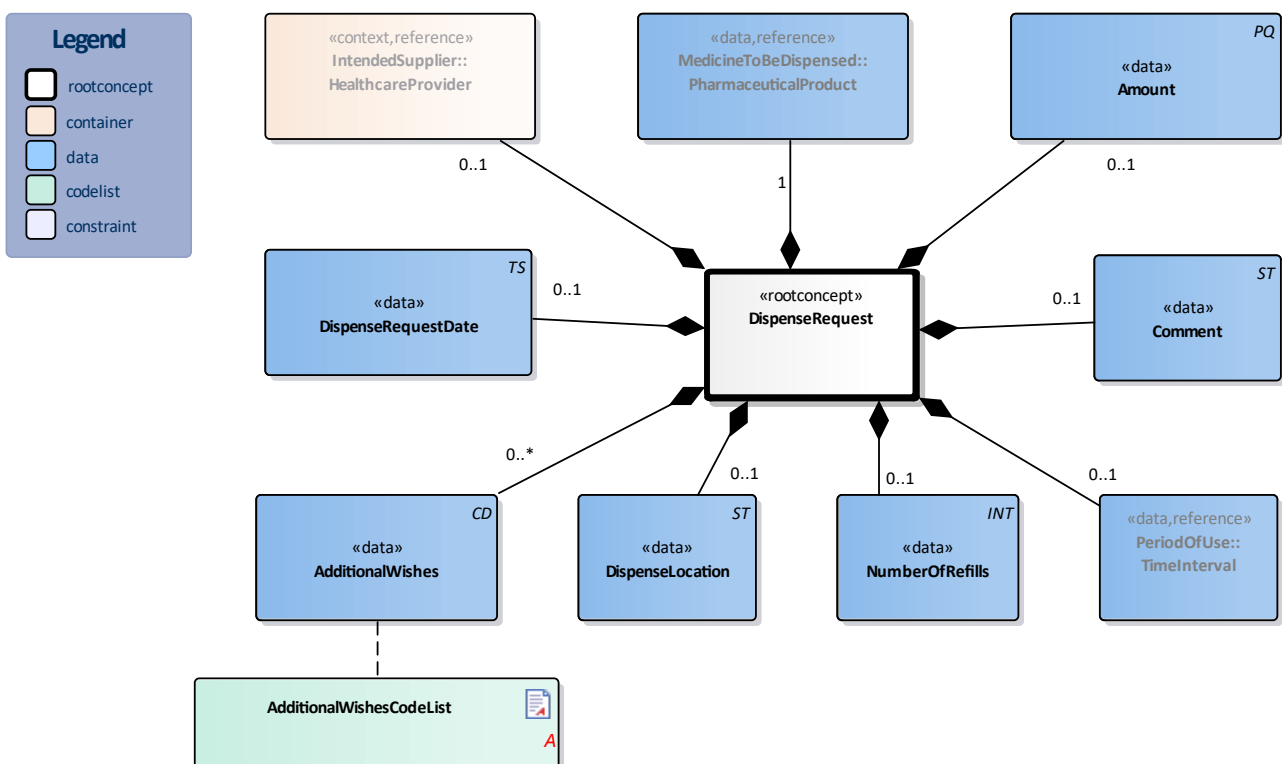 Legend
rootconcept
container
data
codelist
constraint
«context,reference»
IntendedSupplier::
HealthcareProvider
0..1
«data,reference»
MedicineToBeDispensed::
PharmaceuticalProduct
1
PQ
«data»
Amount
0..1
TS
«data»
DispenseRequestDate
0..1
«rootconcept»
DispenseRequest
ST
«data»
Comment
0..1
0..*
CD
«data»
AdditionalWishes
0..1
ST
«data»
DispenseLocation
0..1
INT
«data»
NumberOfRefills
0..1
«data,reference»
PeriodOfUse::
TimeInterval
AdditionalWishesCodeList
A